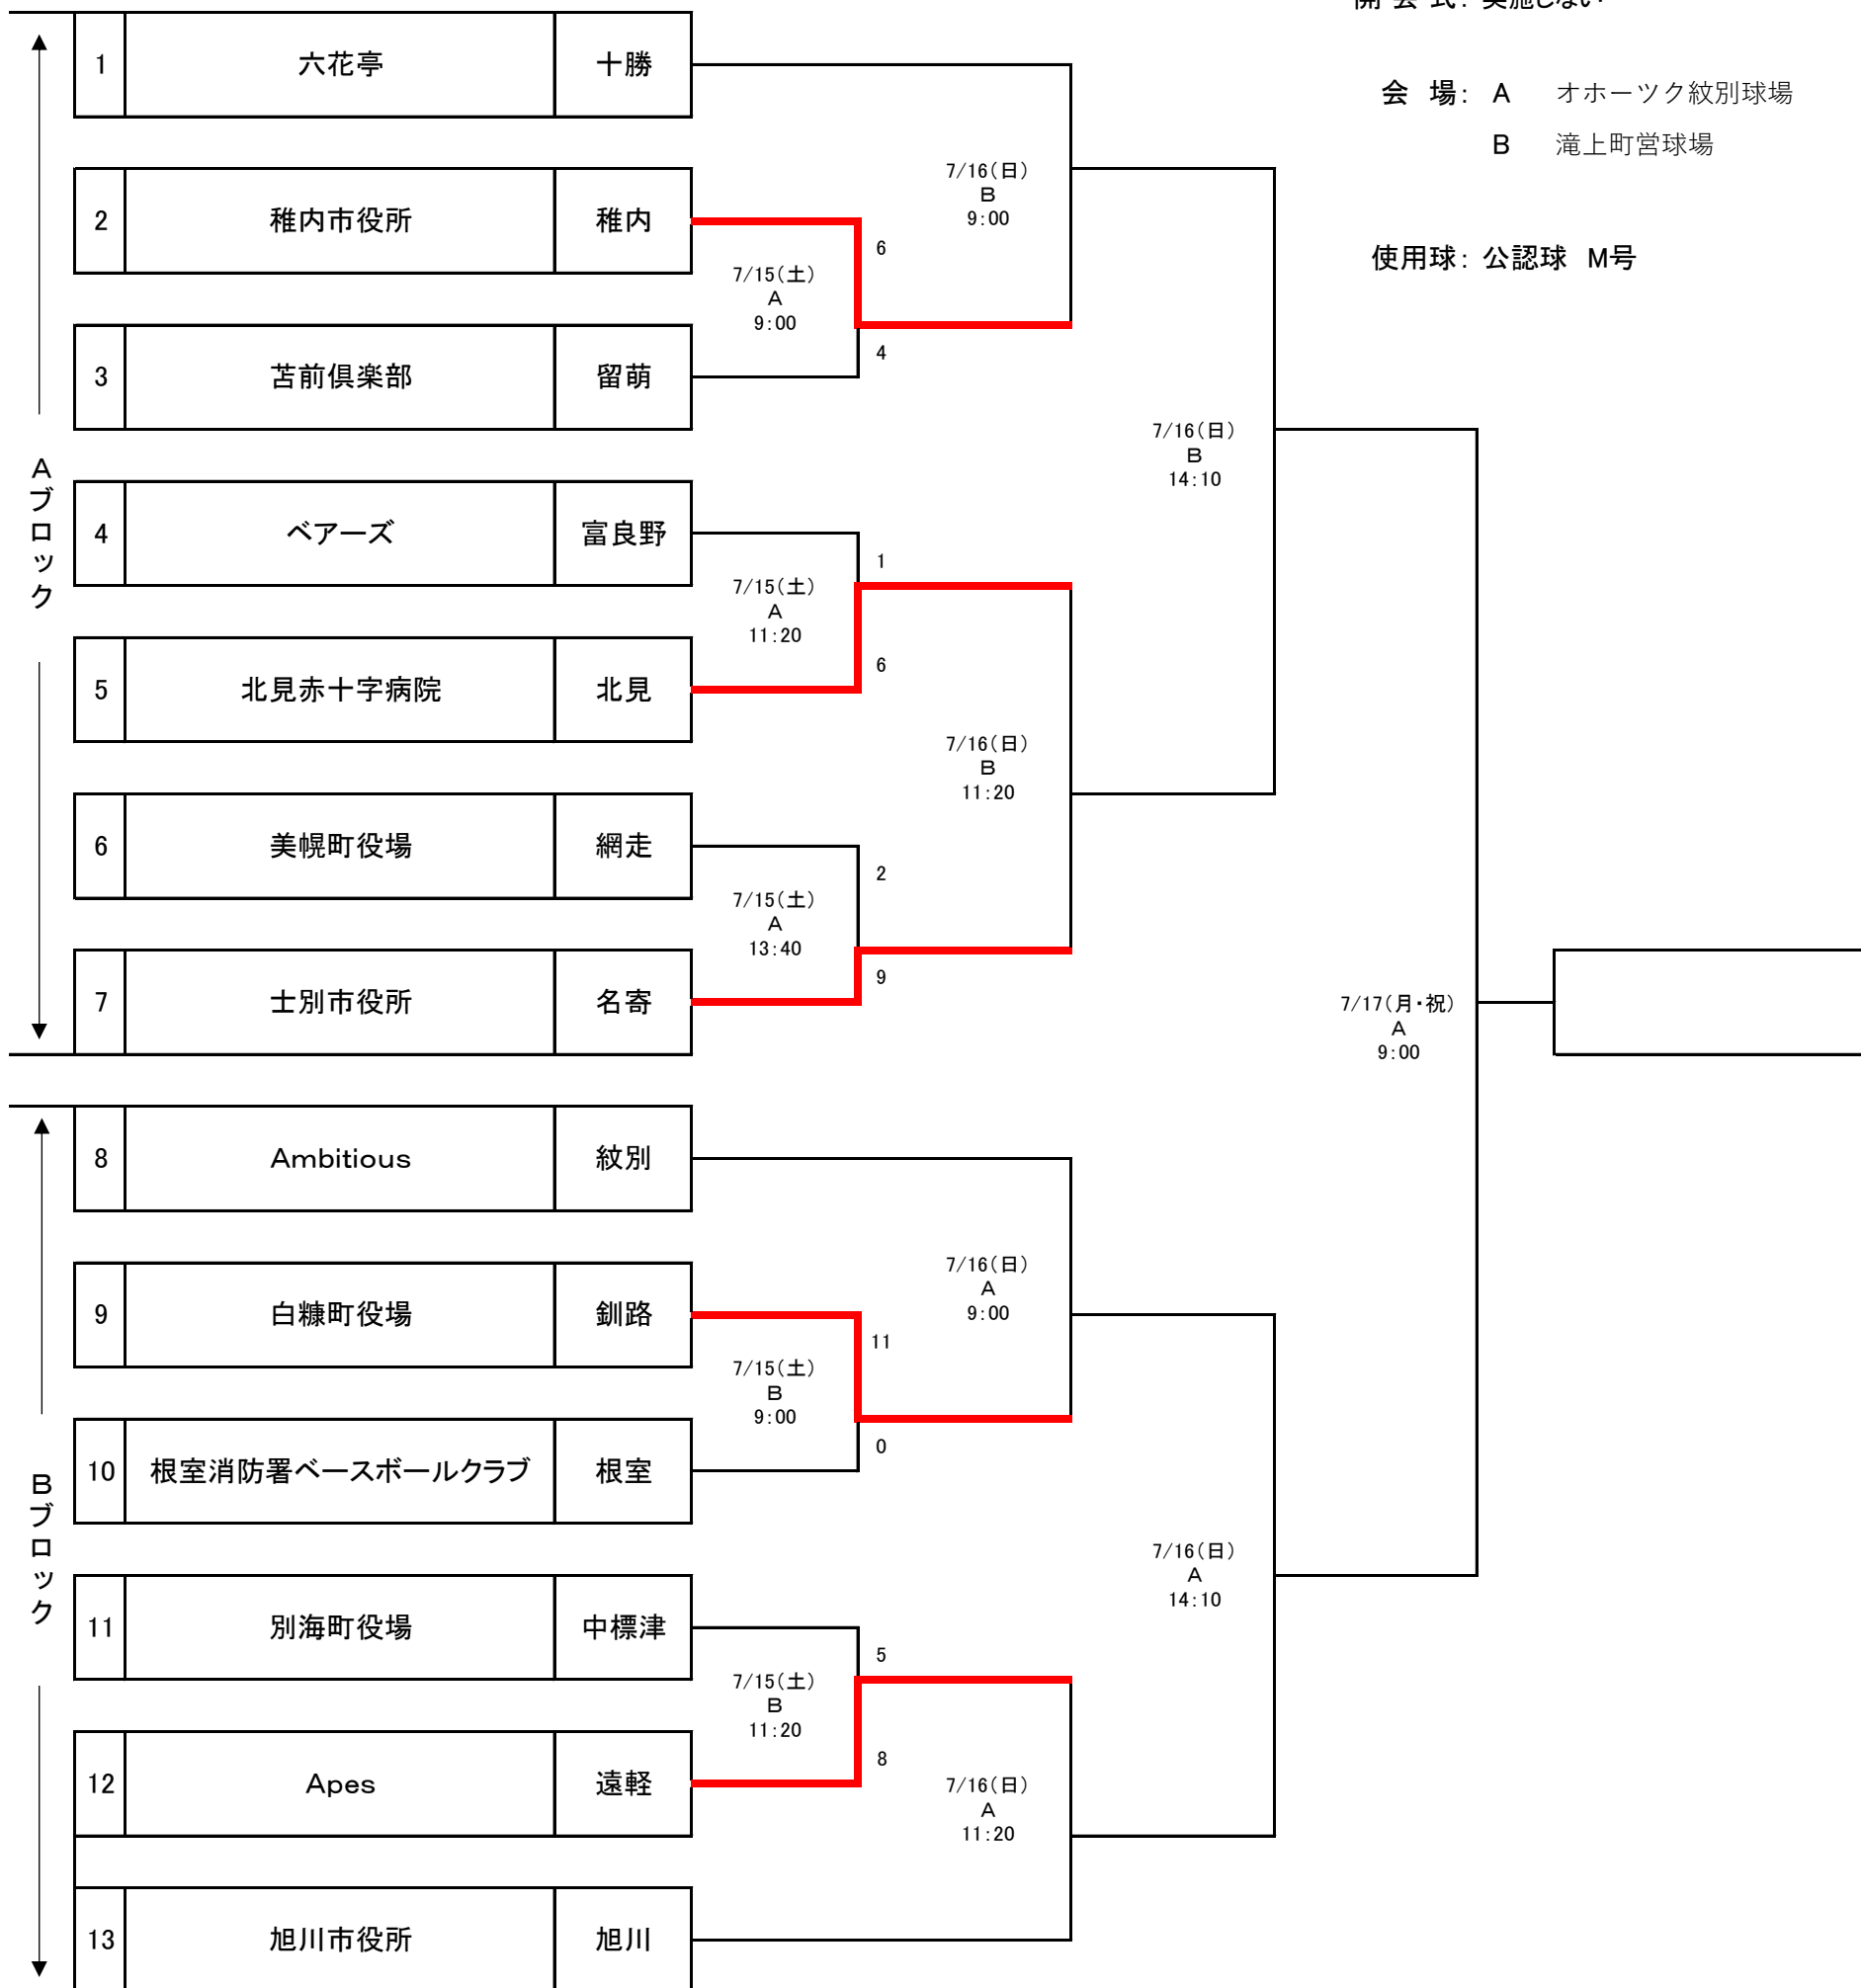 開 会 式： 実施しない
会 場： A オホーツク紋別球場
B 滝上町営球場
使用球： 公認球 M号
Aブロック
1 六花亭 十勝
2 稚内市役所 稚内
3 苫前倶楽部 留萌
4 ベアーズ 富良野
5 北見赤十字病院 北見
6 美幌町役場 網走
7 士別市役所 名寄
7/15(土)
A
9:00
6
4
7/15(土)
A
11:20
1
6
7/15(土)
A
13:40
2
9
7/16(日)
B
9:00
7/16(日)
B
11:20
7/16(日)
B
14:10
7/17(月・祝)
A
9:00
Bブロック
8 Ambitious 紋別
9 白糠町役場 釧路
10 根室消防署ベースボールクラブ 根室
11 別海町役場 中標津
12 Apes 遠軽
13 旭川市役所 旭川
7/15(土)
B
9:00
11
0
7/15(土)
B
11:20
5
8
7/16(日)
A
9:00
7/16(日)
A
11:20
7/16(日)
A
14:10